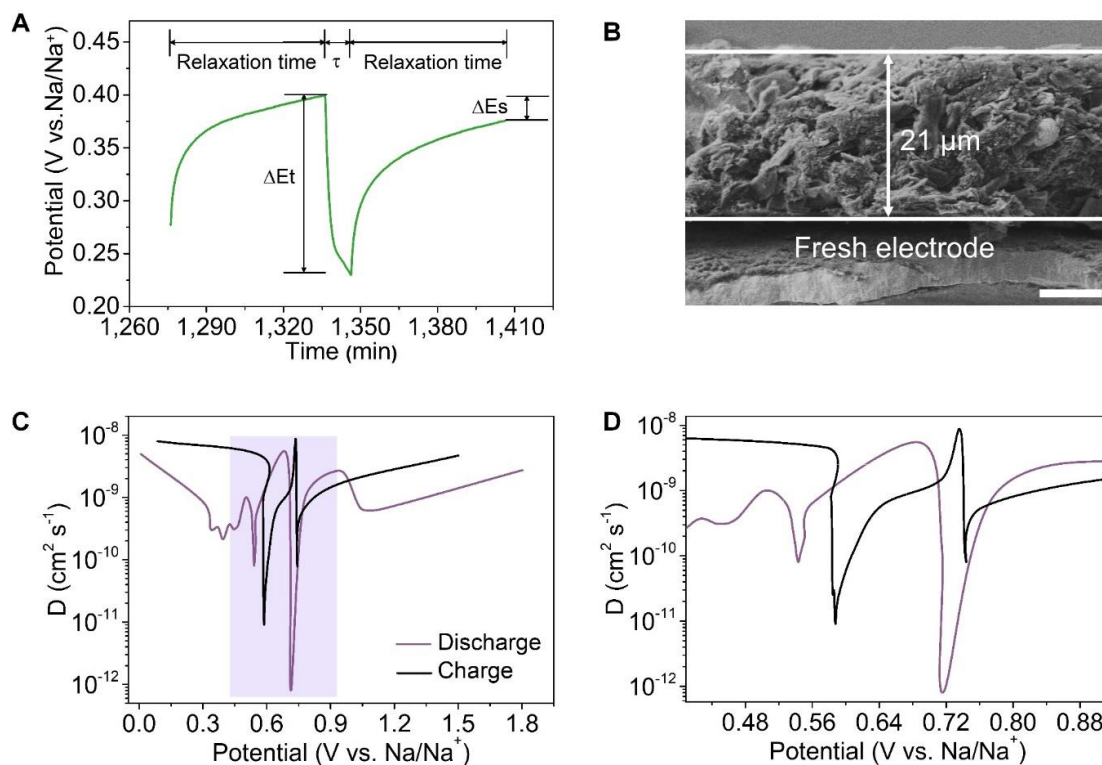 A
0.45
0.40
0.35
0.30
0.25
0.20
Potential (V vs.Na/Na⁺)
Relaxation time τ Relaxation time
ΔEt
ΔEs
1,260 1,290 1,320 1,350 1,380 1,410
Time (min)
B
21 µm
Fresh electrode
C
10⁻⁸
10⁻⁹
10⁻¹⁰
10⁻¹¹
10⁻¹²
D (cm² s⁻¹)
Discharge
Charge
0.0 0.3 0.6 0.9 1.2 1.5 1.8
Potential (V vs. Na/Na⁺)
D
10⁻⁸
10⁻⁹
10⁻¹⁰
10⁻¹¹
10⁻¹²
D (cm² s⁻¹)
0.48 0.56 0.64 0.72 0.80 0.88
Potential (V vs. Na/Na⁺)